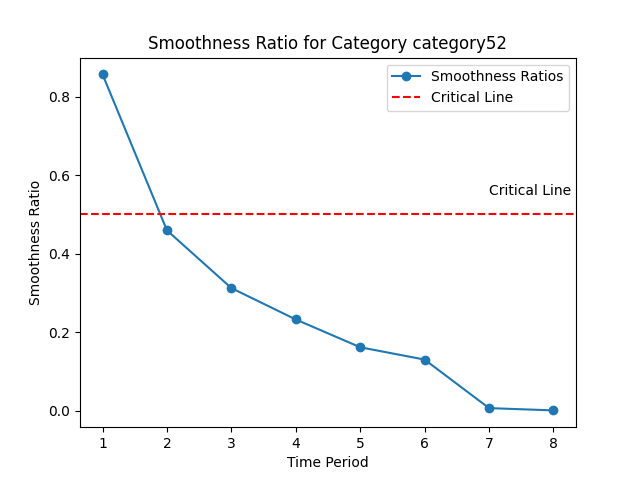 Smoothness Ratio for Category category52
Smoothness Ratios
Critical Line
Critical Line
Smoothness Ratio
0.8
0.6
0.4
0.2
0.0
1 2 3 4 5 6 7 8
Time Period